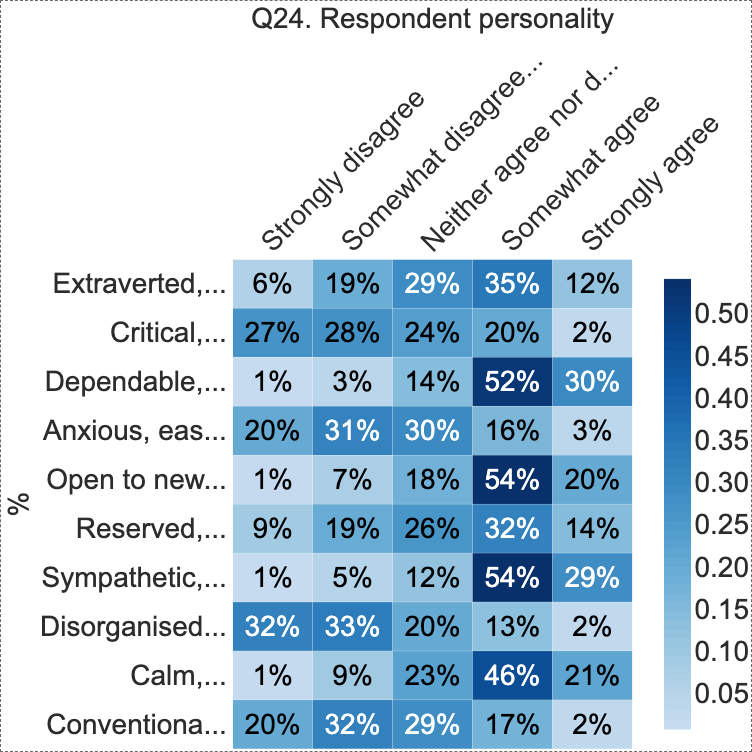 Q24. Respondent personality
Strongly disagree
Somewhat disagree...
Neither agree nor d...
Somewhat agree
Strongly agree
Extraverted,... 6% 19% 29% 35% 12%
Critical,... 27% 28% 24% 20% 2%
Dependable,... 1% 3% 14% 52% 30%
Anxious, eas... 20% 31% 30% 16% 3%
Open to new... 1% 7% 18% 54% 20%
Reserved,... 9% 19% 26% 32% 14%
Sympathetic,... 1% 5% 12% 54% 29%
Disorganised... 32% 33% 20% 13% 2%
Calm,... 1% 9% 23% 46% 21%
Conventiona... 20% 32% 29% 17% 2%
%
0.50
0.45
0.40
0.35
0.30
0.25
0.20
0.15
0.10
0.05